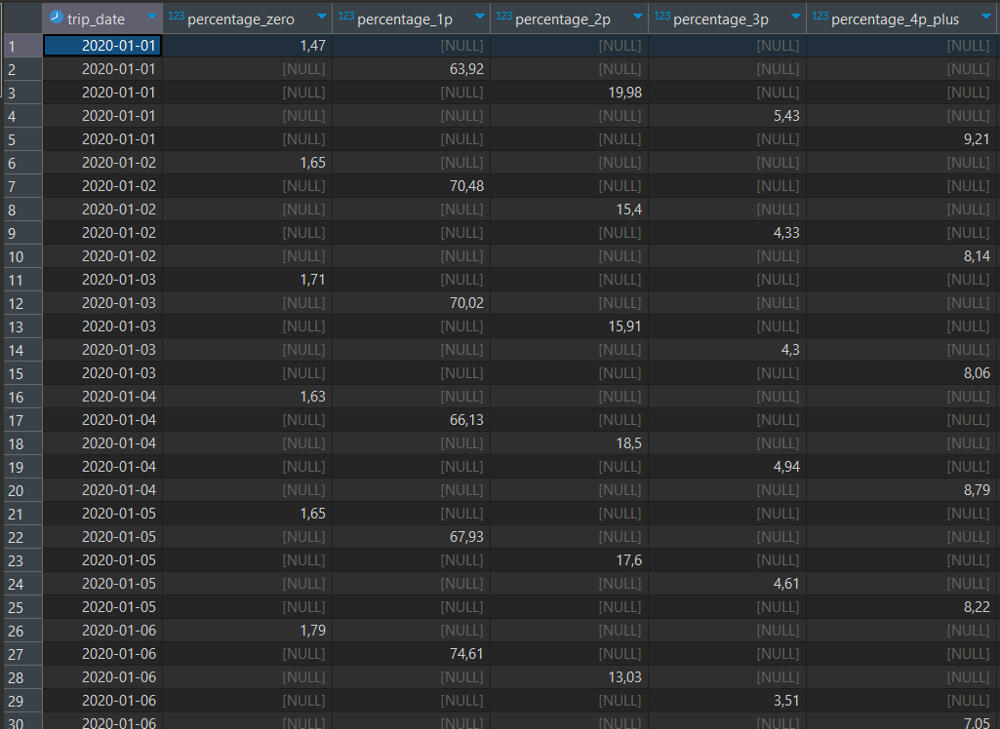 trip_date 123 percentage_zero 123 percentage_1p 123 percentage_2p 123 percentage_3p 123 percentage_4p_plus
1 2020-01-01 1,47 [NULL] [NULL] [NULL] [NULL]
2 2020-01-01 [NULL] 63,92 [NULL] [NULL] [NULL]
3 2020-01-01 [NULL] [NULL] 19,98 [NULL] [NULL]
4 2020-01-01 [NULL] [NULL] [NULL] 5,43 [NULL]
5 2020-01-01 [NULL] [NULL] [NULL] [NULL] 9,21
6 2020-01-02 1,65 [NULL] [NULL] [NULL] [NULL]
7 2020-01-02 [NULL] 70,48 [NULL] [NULL] [NULL]
8 2020-01-02 [NULL] [NULL] 15,4 [NULL] [NULL]
9 2020-01-02 [NULL] [NULL] [NULL] 4,33 [NULL]
10 2020-01-02 [NULL] [NULL] [NULL] [NULL] 8,14
11 2020-01-03 1,71 [NULL] [NULL] [NULL] [NULL]
12 2020-01-03 [NULL] 70,02 [NULL] [NULL] [NULL]
13 2020-01-03 [NULL] [NULL] 15,91 [NULL] [NULL]
14 2020-01-03 [NULL] [NULL] [NULL] 4,3 [NULL]
15 2020-01-03 [NULL] [NULL] [NULL] [NULL] 8,06
16 2020-01-04 1,63 [NULL] [NULL] [NULL] [NULL]
17 2020-01-04 [NULL] 66,13 [NULL] [NULL] [NULL]
18 2020-01-04 [NULL] [NULL] 18,5 [NULL] [NULL]
19 2020-01-04 [NULL] [NULL] [NULL] 4,94 [NULL]
20 2020-01-04 [NULL] [NULL] [NULL] [NULL] 8,79
21 2020-01-05 1,65 [NULL] [NULL] [NULL] [NULL]
22 2020-01-05 [NULL] 67,93 [NULL] [NULL] [NULL]
23 2020-01-05 [NULL] [NULL] 17,6 [NULL] [NULL]
24 2020-01-05 [NULL] [NULL] [NULL] 4,61 [NULL]
25 2020-01-05 [NULL] [NULL] [NULL] [NULL] 8,22
26 2020-01-06 1,79 [NULL] [NULL] [NULL] [NULL]
27 2020-01-06 [NULL] 74,61 [NULL] [NULL] [NULL]
28 2020-01-06 [NULL] [NULL] 13,03 [NULL] [NULL]
29 2020-01-06 [NULL] [NULL] [NULL] 3,51 [NULL]
30 2020-01-06 [NULL] [NULL] [NULL] [NULL] 7,05